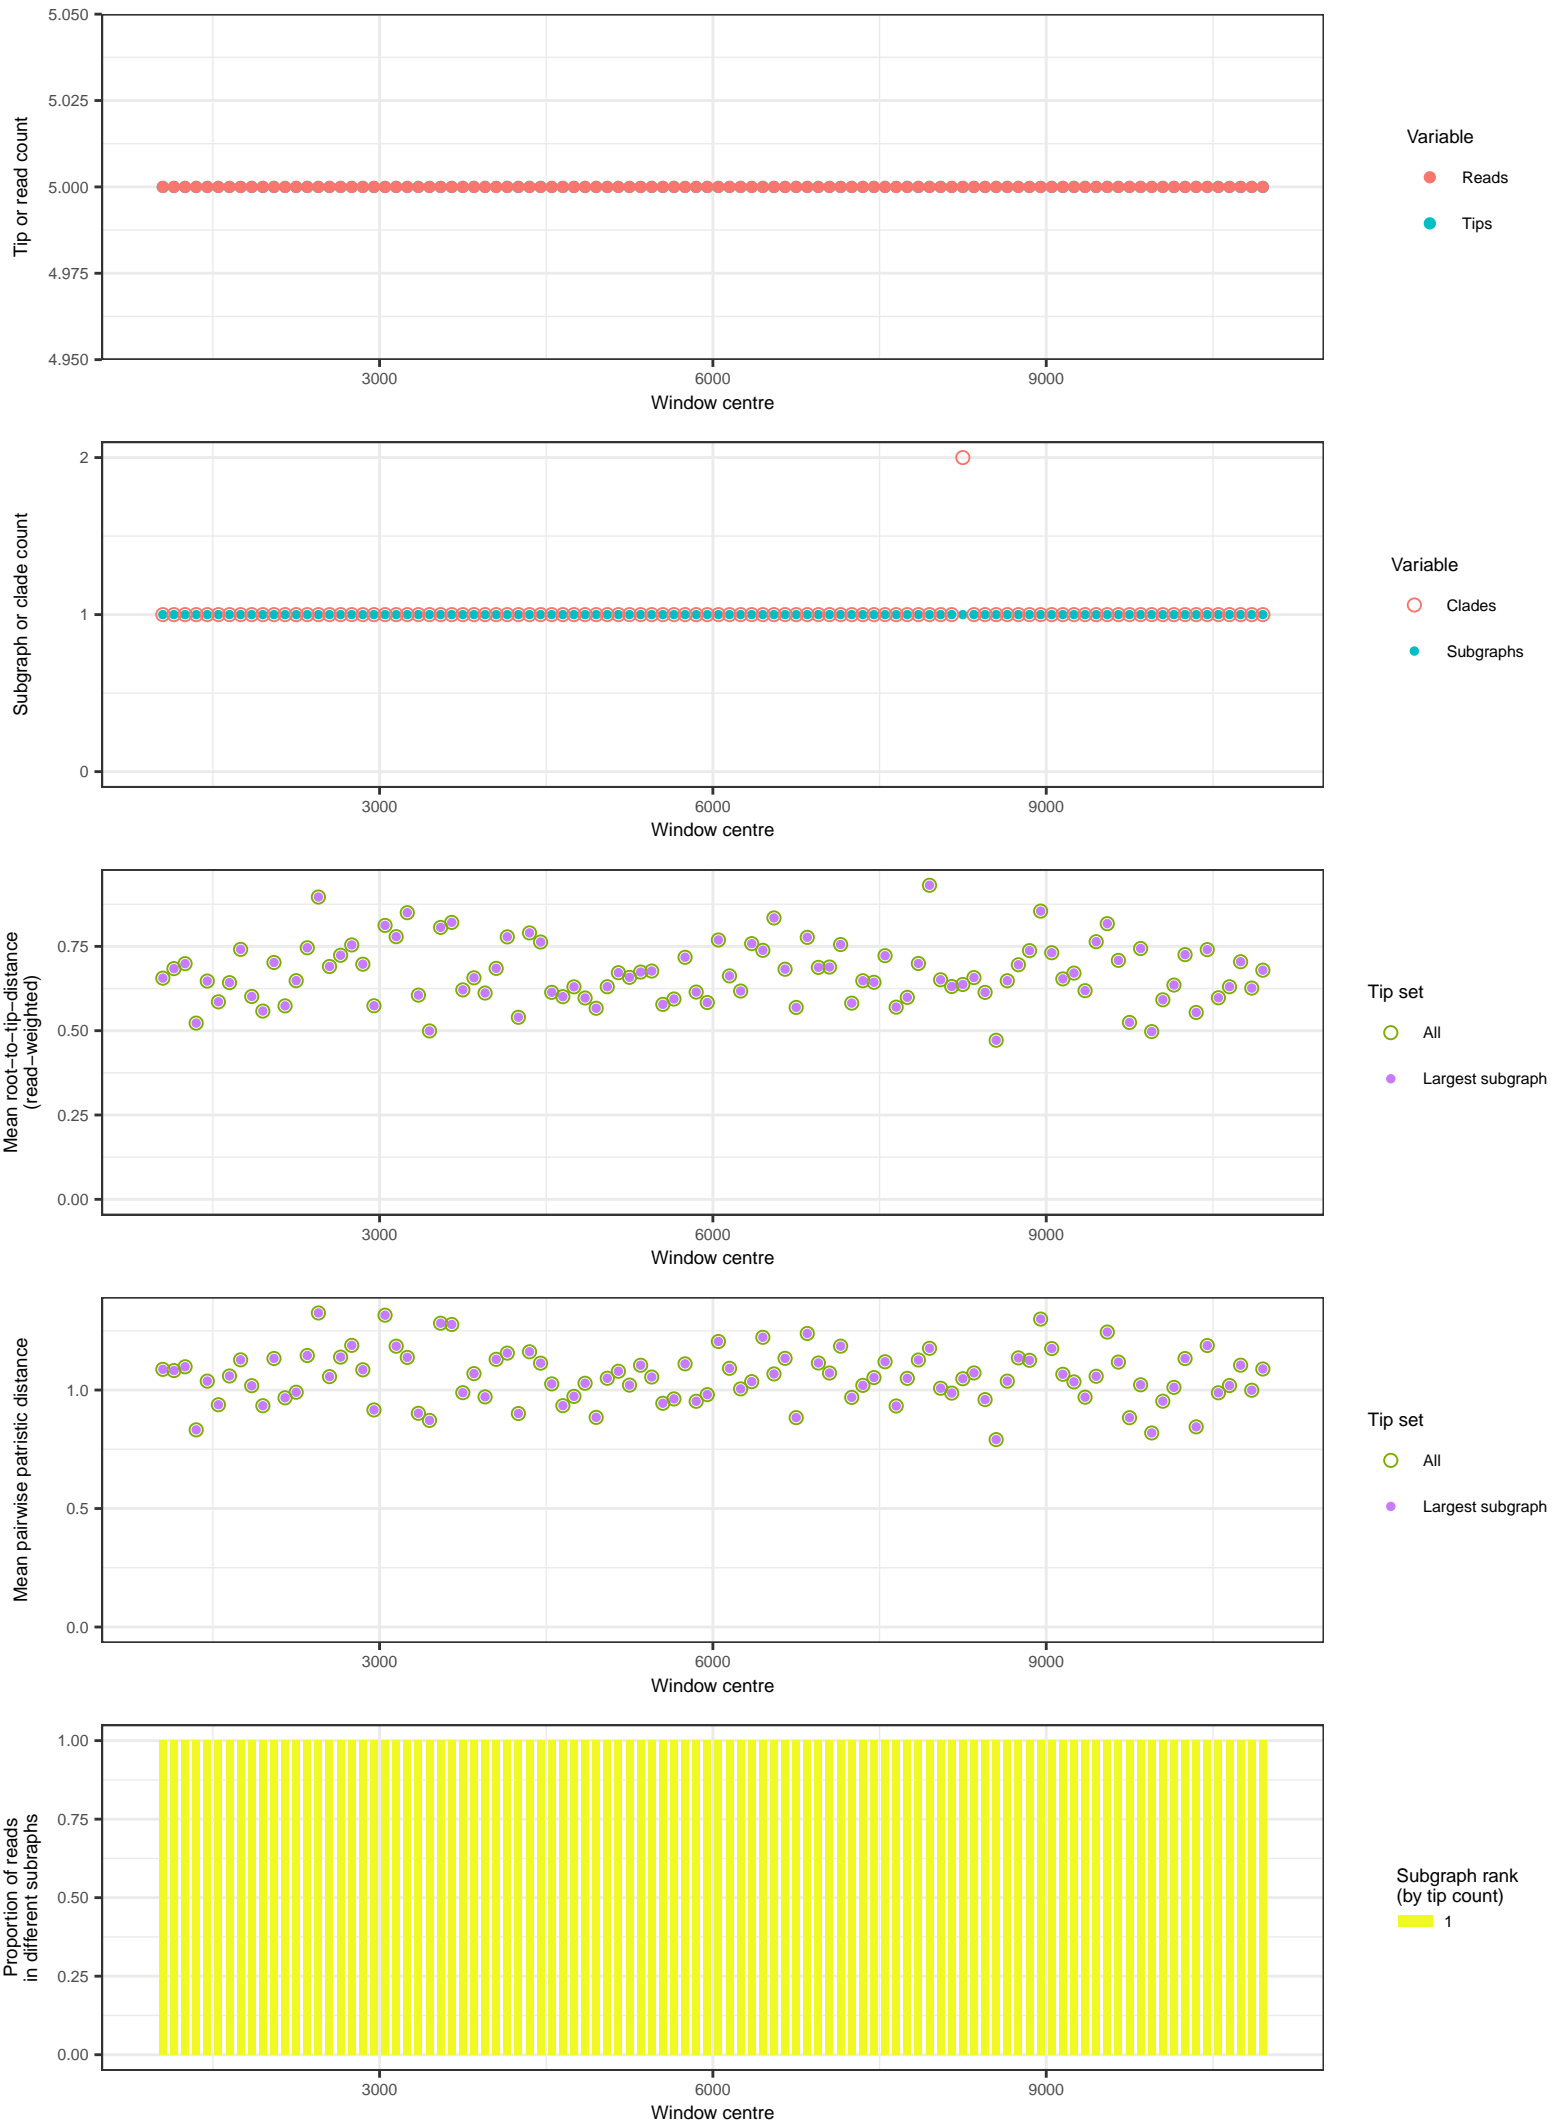 5.050
5.025
5.000
4.975
4.950
Tip or read count
3000
6000
9000
Window centre
Variable
Reads
Tips
2
1
0
Subgraph or clade count
3000
6000
9000
Window centre
Variable
Clades
Subgraphs
0.75
0.50
0.25
0.00
Mean root−to−tip−distance
(read−weighted)
3000
6000
9000
Window centre
Tip set
All
Largest subgraph
1.0
0.5
0.0
Mean pairwise patristic distance
3000
6000
9000
Window centre
Tip set
All
Largest subgraph
1.00
0.75
0.50
0.25
0.00
Proportion of reads
in different subraphs
3000
6000
9000
Window centre
Subgraph rank
(by tip count)
1